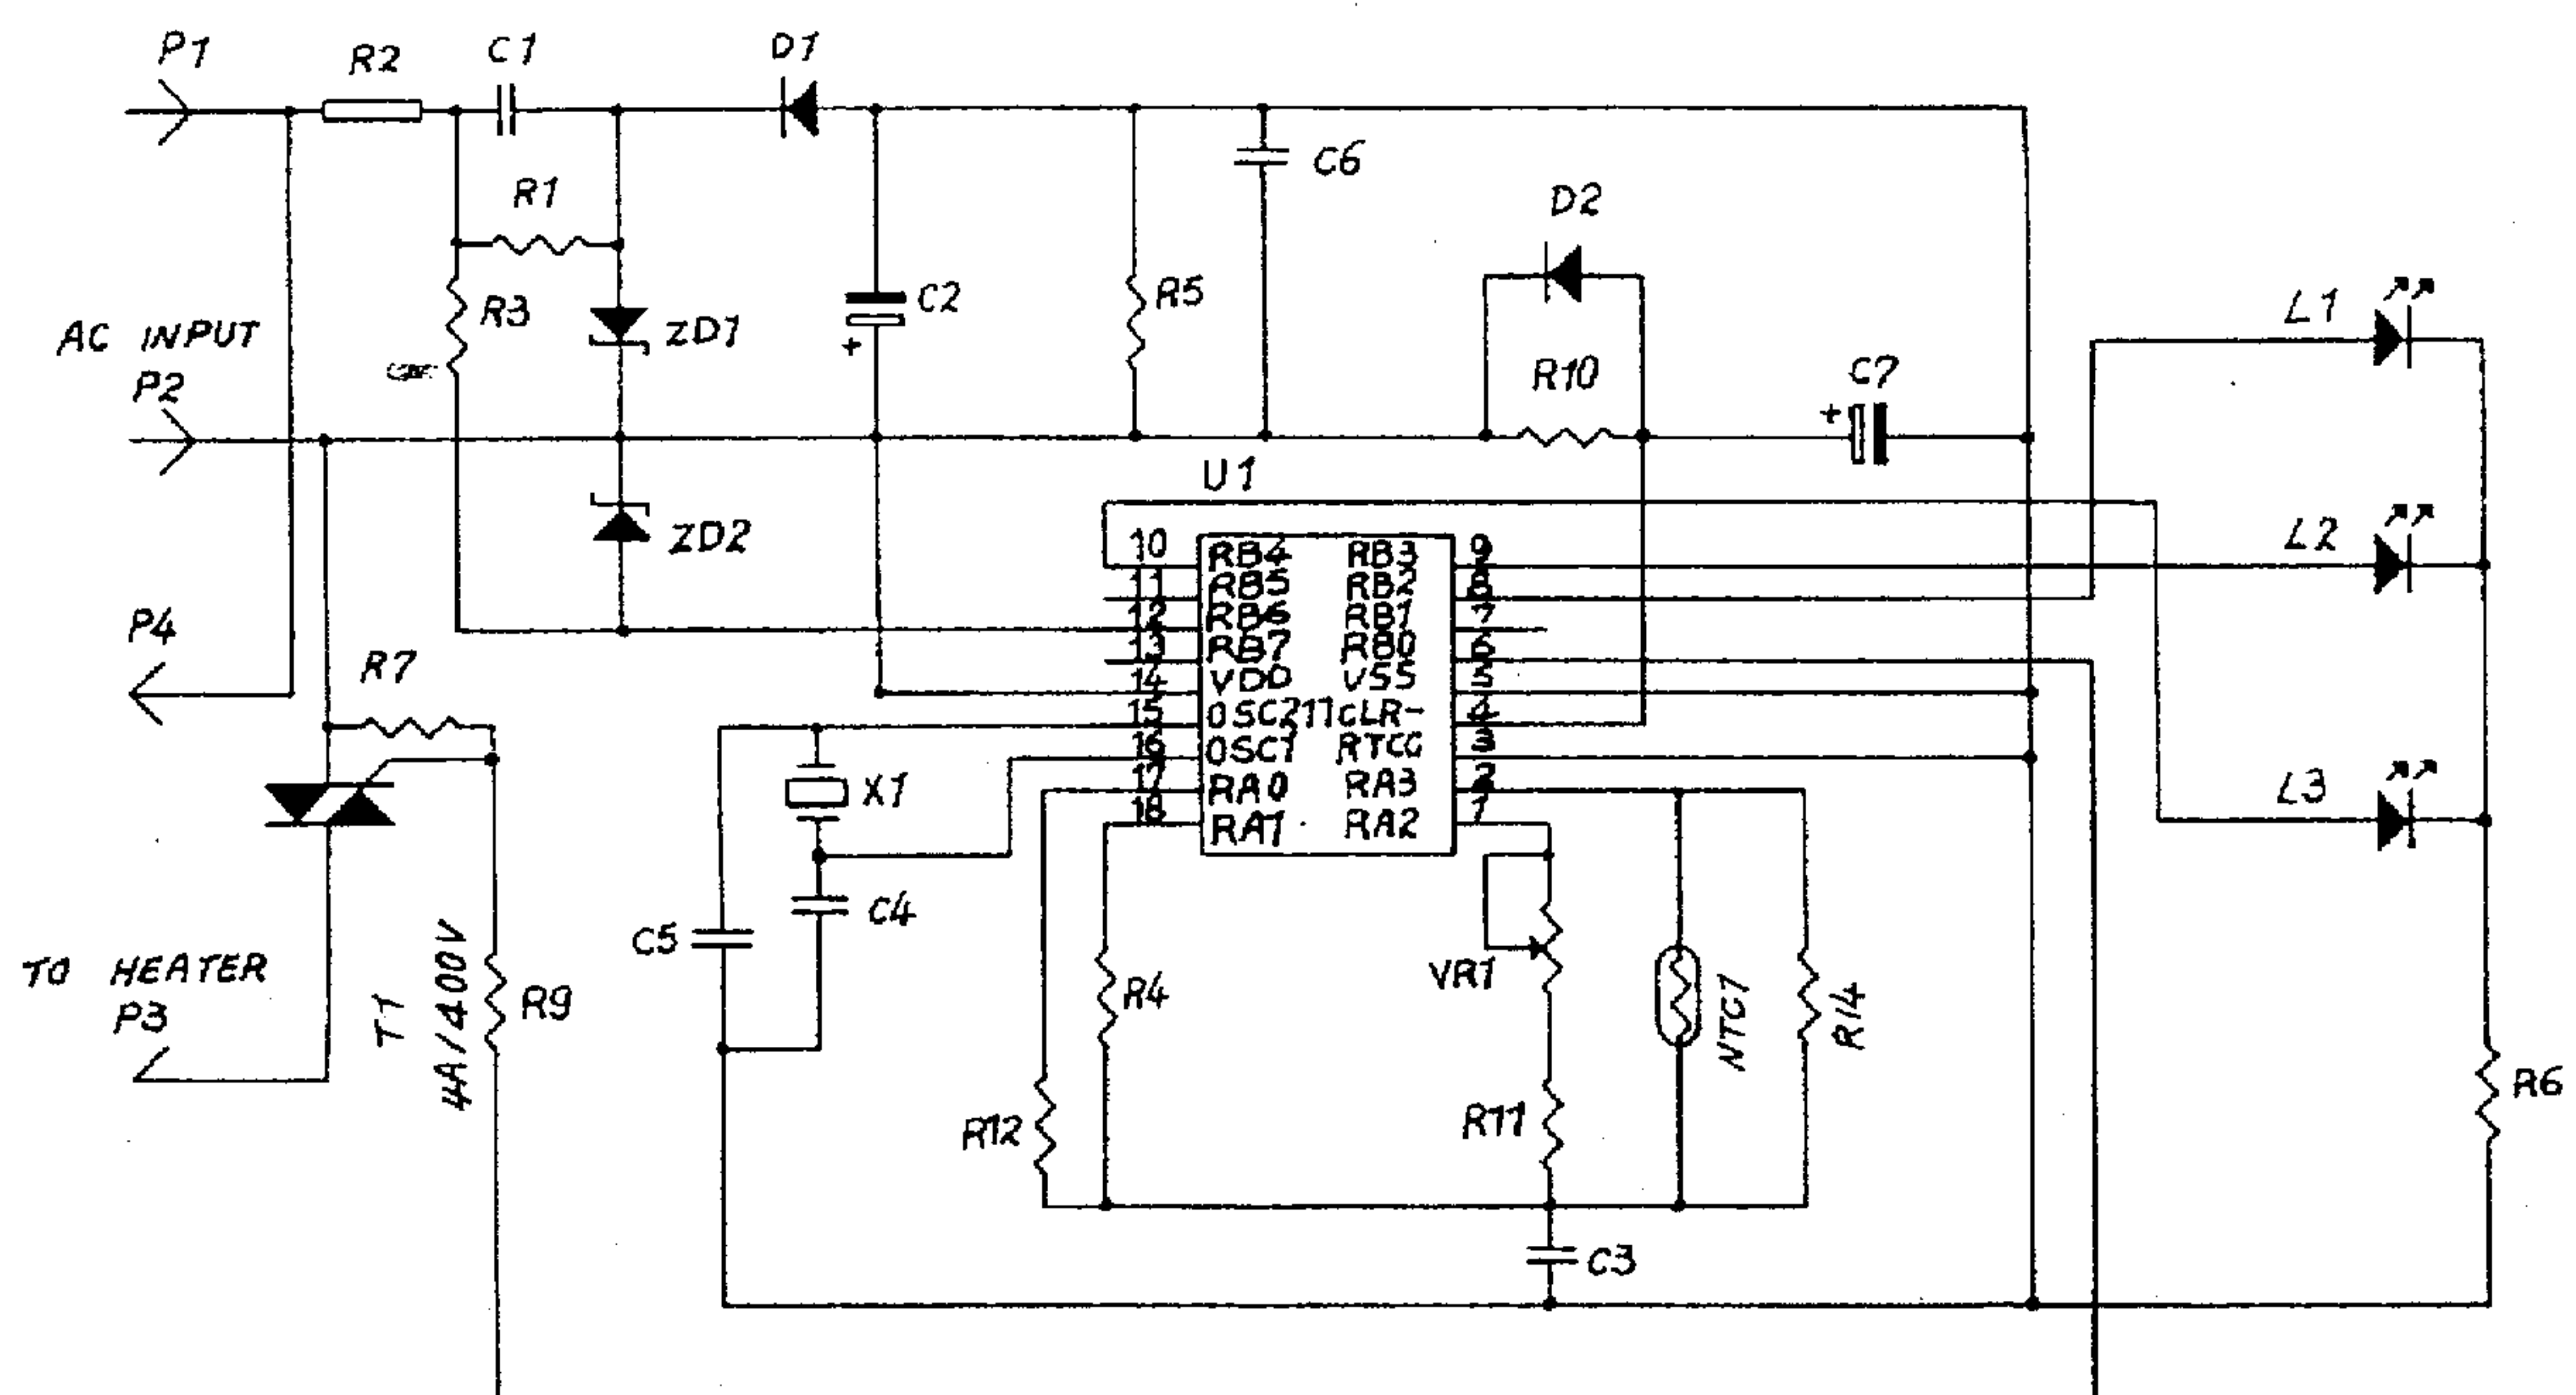 P1
R2
C1
D1
C6
R1
D2
R3
ZD1
C2
R5
L1
AC INPUT
P2
R10
C7
+
+
U1
ZD2
L2
10 RB4 RB3 9
11 RB5 RB2 8
12 RB6 RB1 7
13 RB7 RB0 6
14 VDD VSS 5
15 OSC2 11CLR- 4
16 OSC1 RTCC 3
17 RA0 RA3 2
18 RA1 RA2 1
P4
R7
X1
L3
C5
C4
TO HEATER
P3
T1
4A/400V
R9
R4
VR1
NTC1
R14
R12
R11
R6
C3